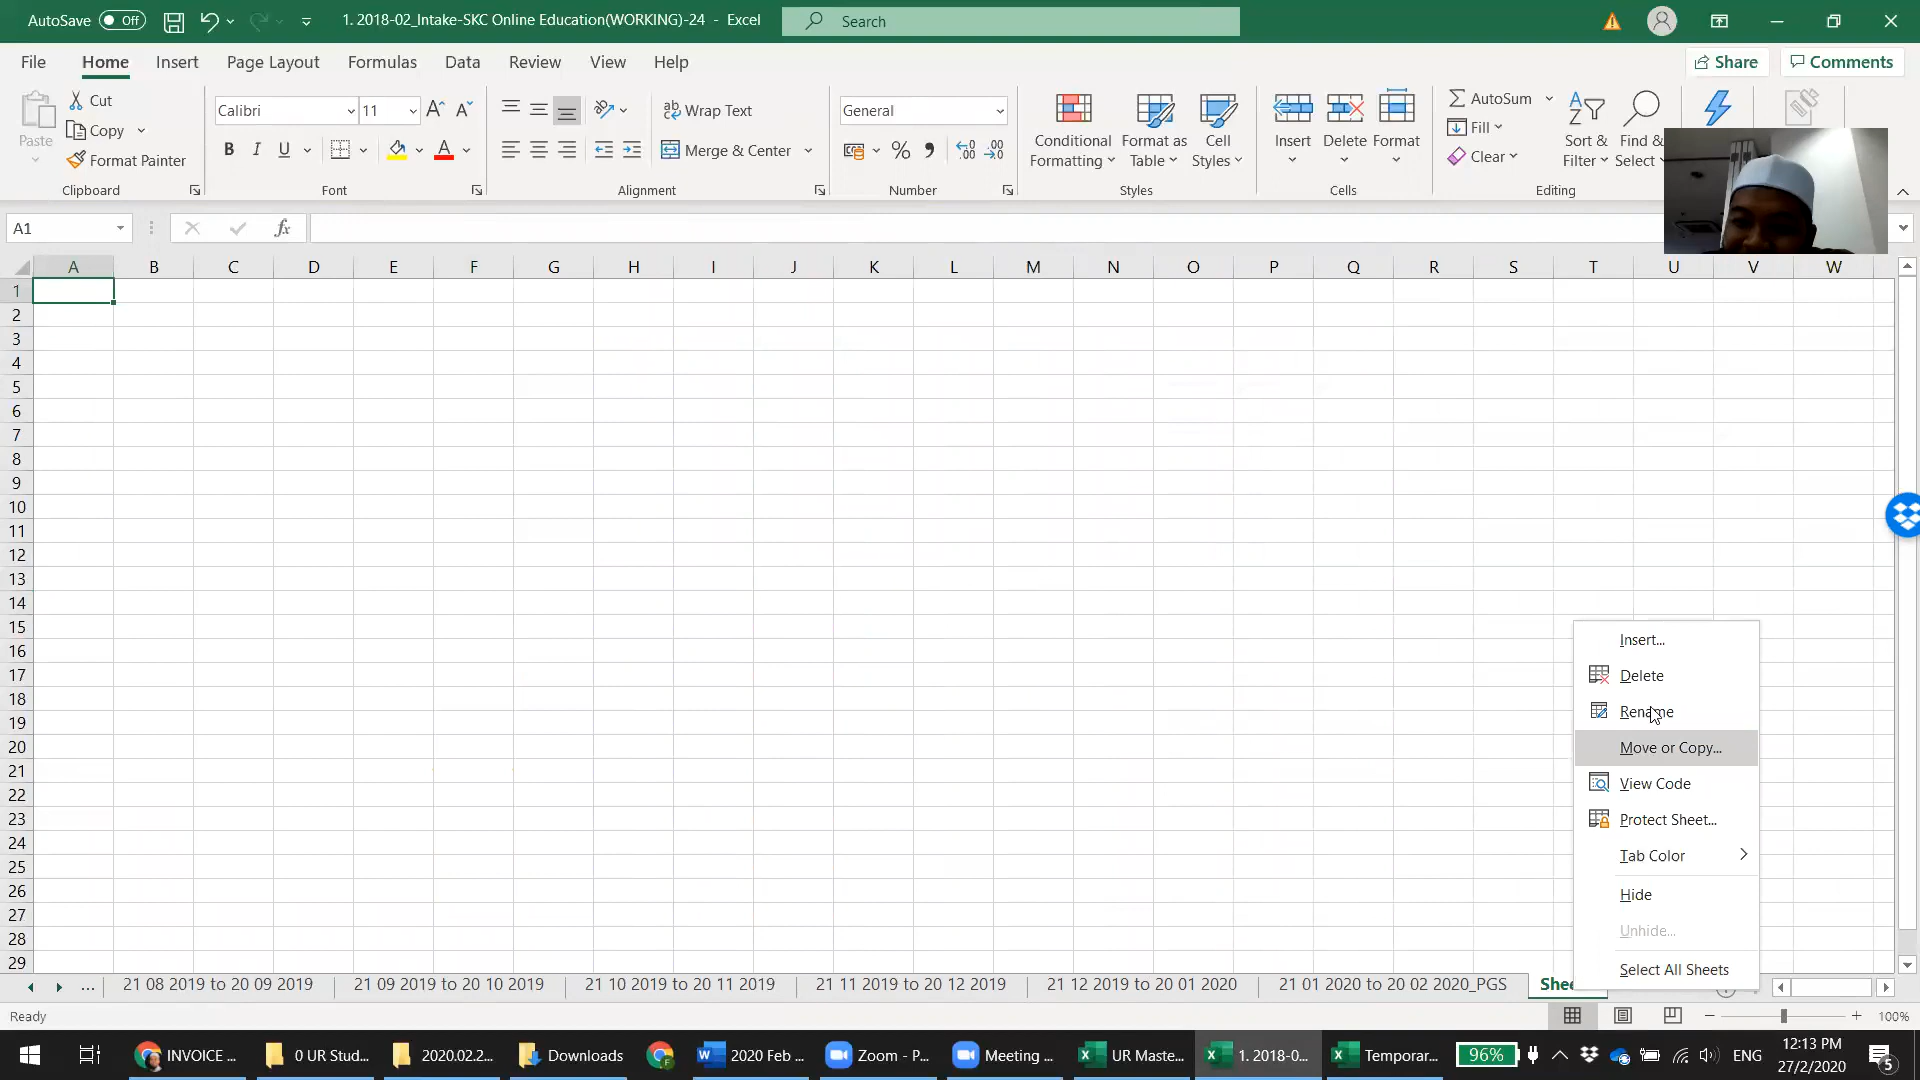 AutoSave Off 1. 2018-02_Intake-SKC Online Education(WORKING)-24 - Excel Search
File Home Insert Page Layout Formulas Data Review View Help Share Comments
Paste Cut Copy Format Painter Clipboard
Calibri 11 B I U A Font
ab Wrap Text Merge & Center Alignment
General % Number
Conditional Formatting Format as Table Cell Styles Styles
Insert Delete Format Cells
AutoSum Fill Clear Sort & Filter Find & Select Editing
A1 fx
A B C D E F G H I J K L M N O P Q R S T U V W
1
2
3
4
5
6
7
8
9
10
11
12
13
14
15
16
17
18
19
20
21
22
23
24
25
26
27
28
29
Insert...
Delete
Rename
Move or Copy...
View Code
Protect Sheet...
Tab Color
Hide
Unhide...
Select All Sheets
... 21 08 2019 to 20 09 2019 21 09 2019 to 20 10 2019 21 10 2019 to 20 11 2019 21 11 2019 to 20 12 2019 21 12 2019 to 20 01 2020 21 01 2020 to 20 02 2020_PGS Shee
Ready 100%
INVOICE ... 0 UR Stud... 2020.02.2... Downloads 2020 Feb ... Zoom - P... Meeting ... UR Maste... 1. 2018-0... Temporar... 96% ENG 12:13 PM
27/2/2020 5